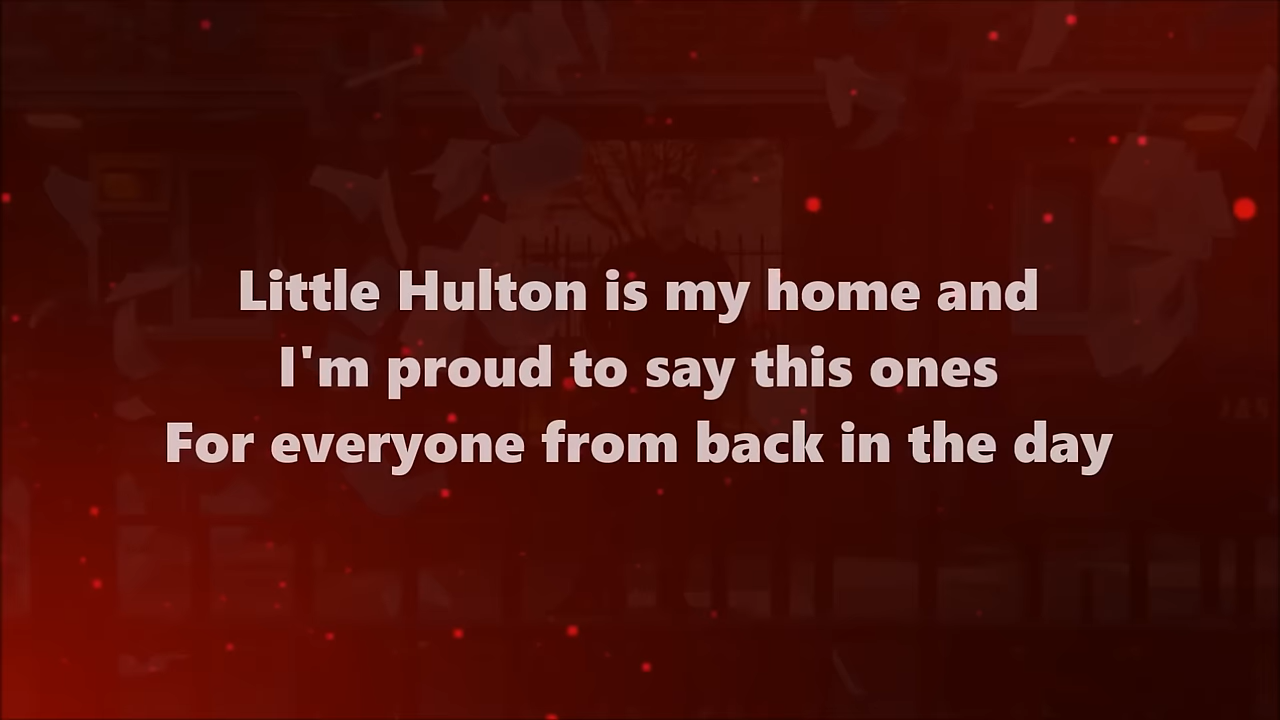 Little Hulton is my home and
I'm proud to say this ones
For everyone from back in the day